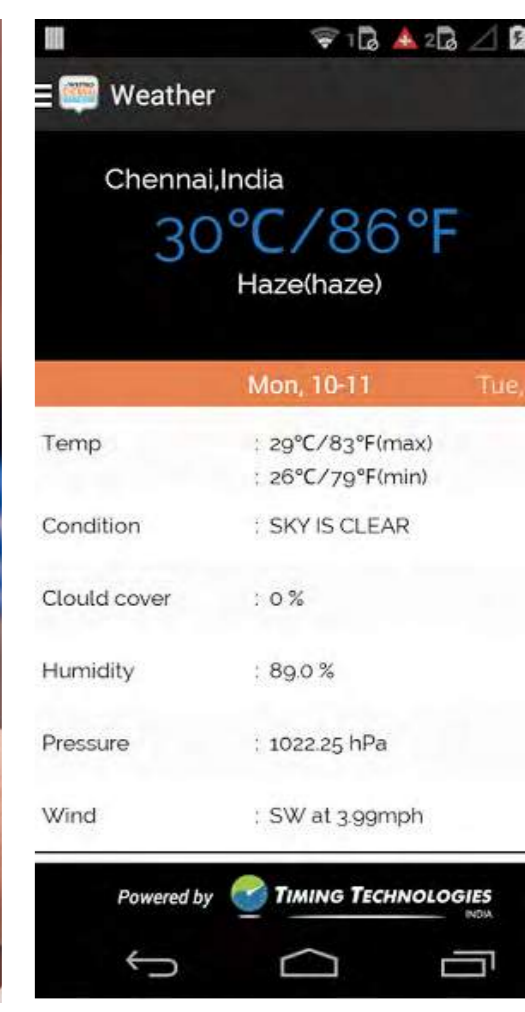 1 2
Weather
Chennai,India
30°C/86°F
Haze(haze)
Mon, 10-11 Tue,
Temp : 29°C/83°F(max)
: 26°C/79°F(min)
Condition : SKY IS CLEAR
Clould cover : 0 %
Humidity : 89.0 %
Pressure : 1022.25 hPa
Wind : SW at 3.99mph
Powered by TIMING TECHNOLOGIES
INDIA